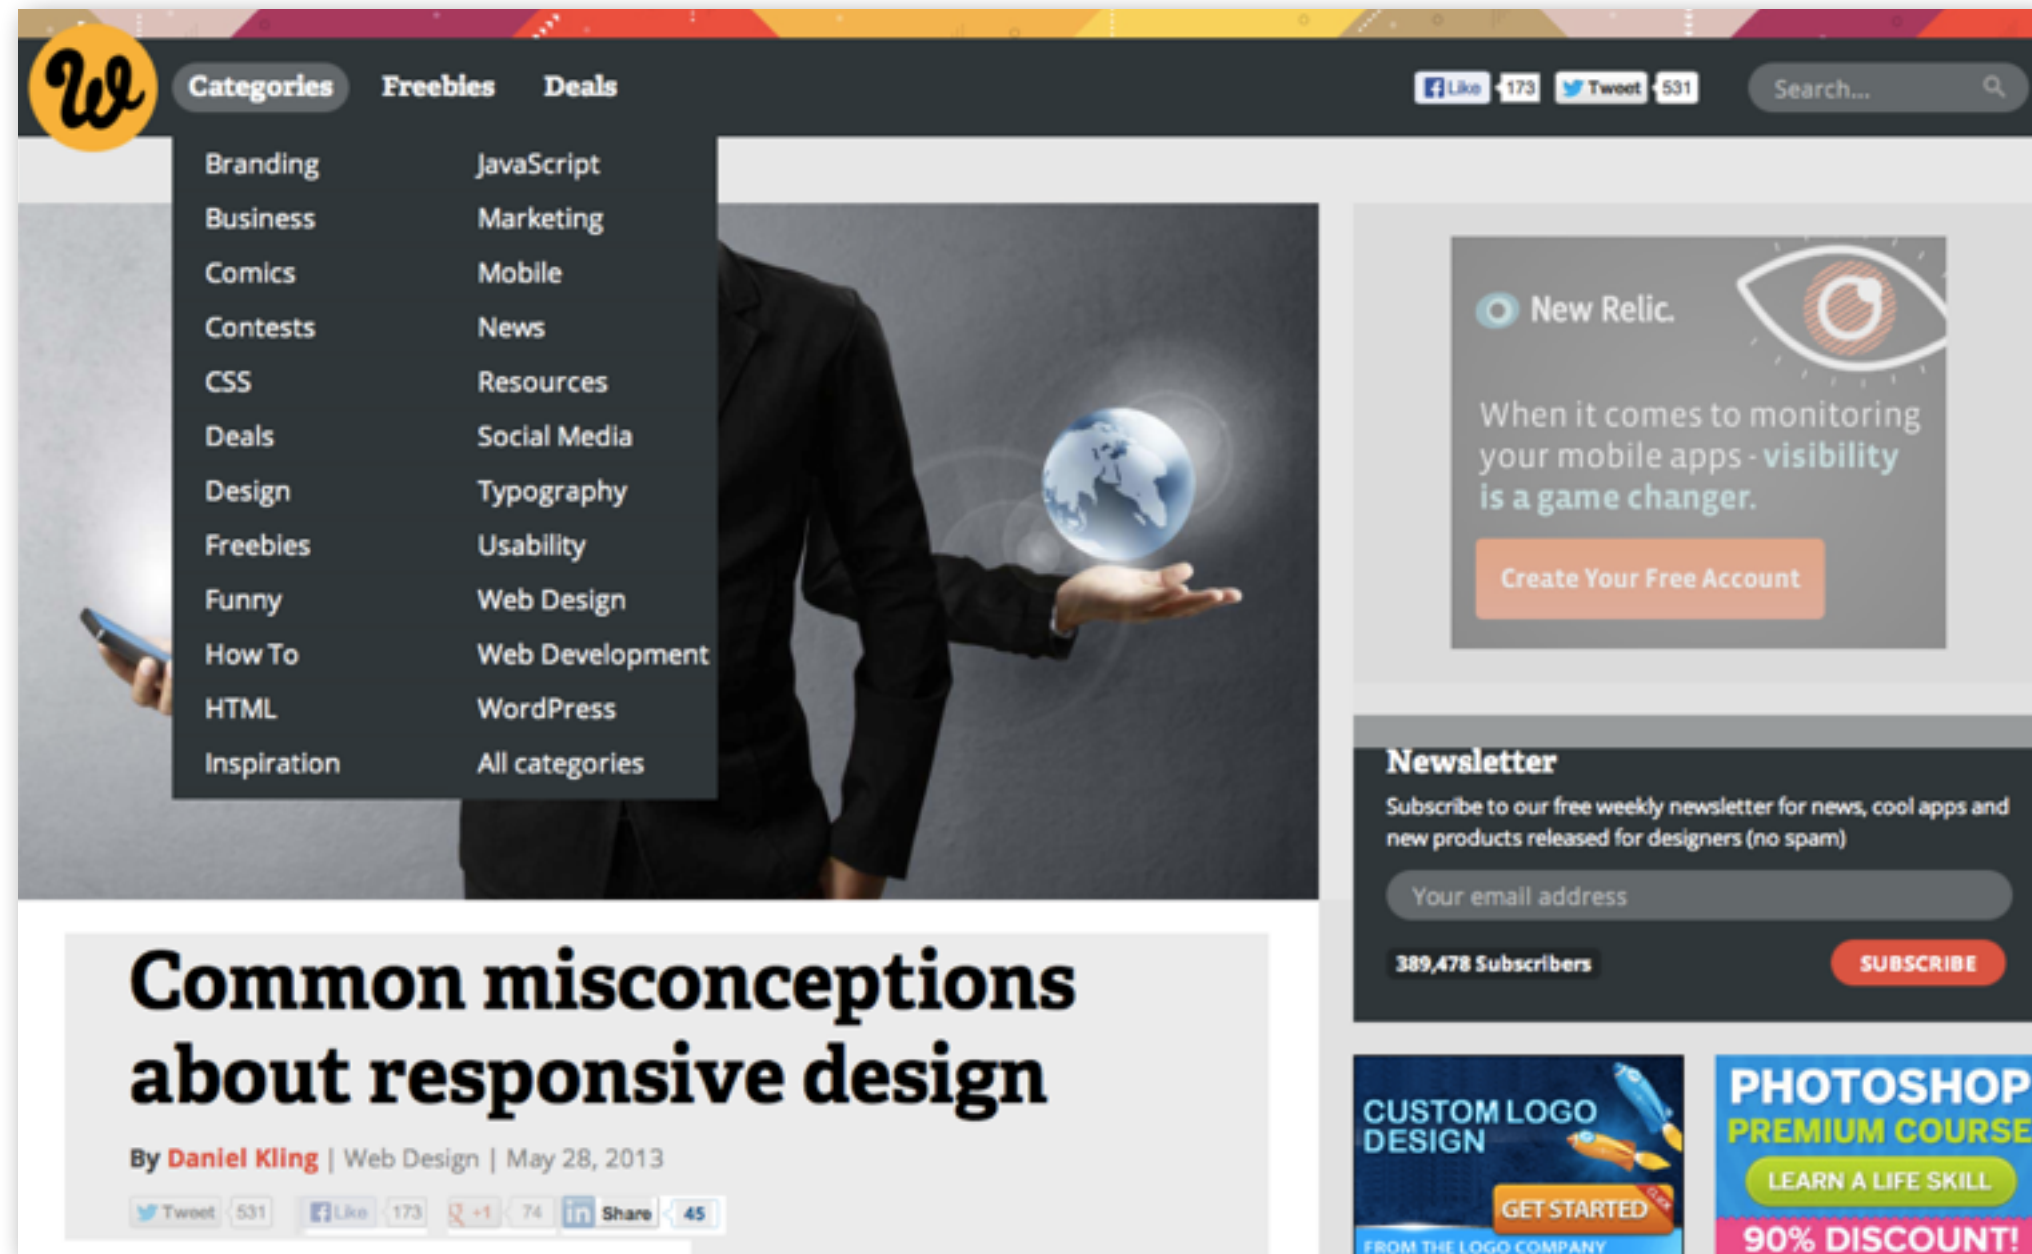 W
Categories Freebies Deals
Like 173 Tweet 531
Search...
Branding
Business
Comics
Contests
CSS
Deals
Design
Freebies
Funny
How To
HTML
Inspiration
JavaScript
Marketing
Mobile
News
Resources
Social Media
Typography
Usability
Web Design
Web Development
WordPress
All categories
New Relic.
When it comes to monitoring
your mobile apps - visibility
is a game changer.
Create Your Free Account
Newsletter
Subscribe to our free weekly newsletter for news, cool apps and
new products released for designers (no spam)
Your email address
389,478 Subscribers
SUBSCRIBE
Common misconceptions
about responsive design
By Daniel Kling | Web Design | May 28, 2013
Tweet 531 Like 173 +1 74 in Share 45
CUSTOM LOGO
DESIGN
GET STARTED
CLICK
FROM THE LOGO COMPANY
PHOTOSHOP
PREMIUM COURSE
LEARN A LIFE SKILL
90% DISCOUNT!